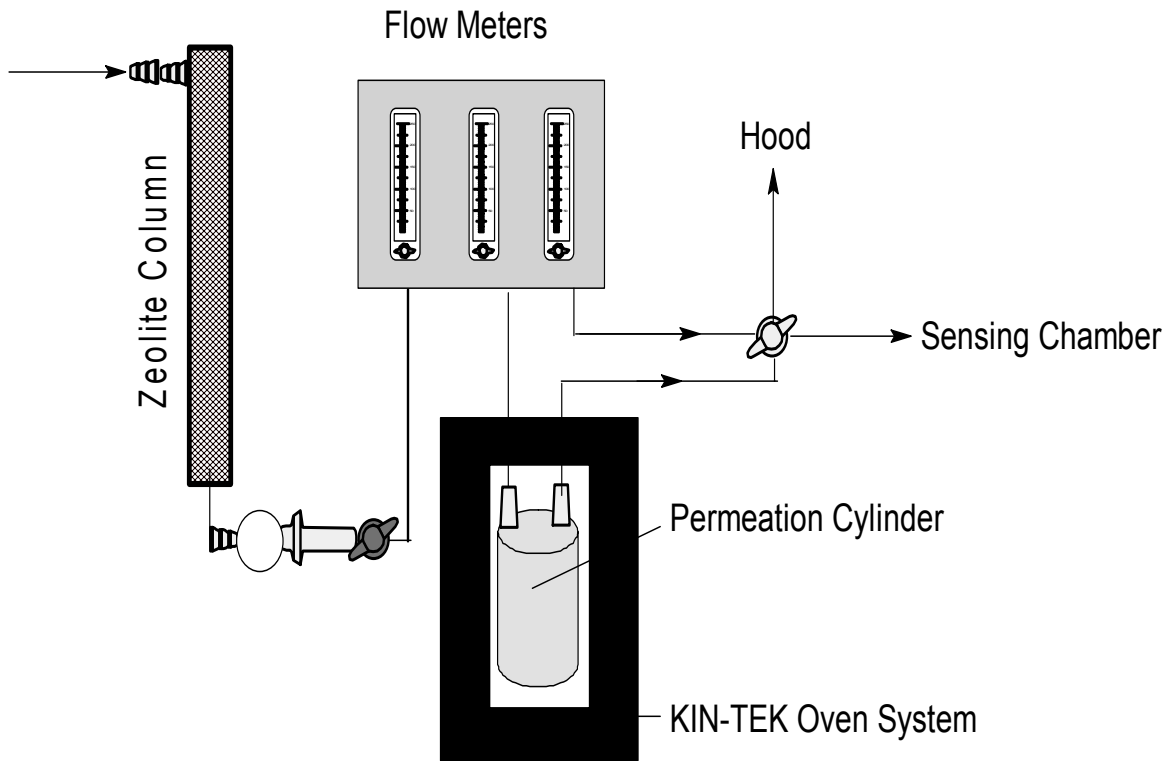 Flow Meters
Hood
Zeolite Column
Sensing Chamber
Permeation Cylinder
KIN-TEK Oven System